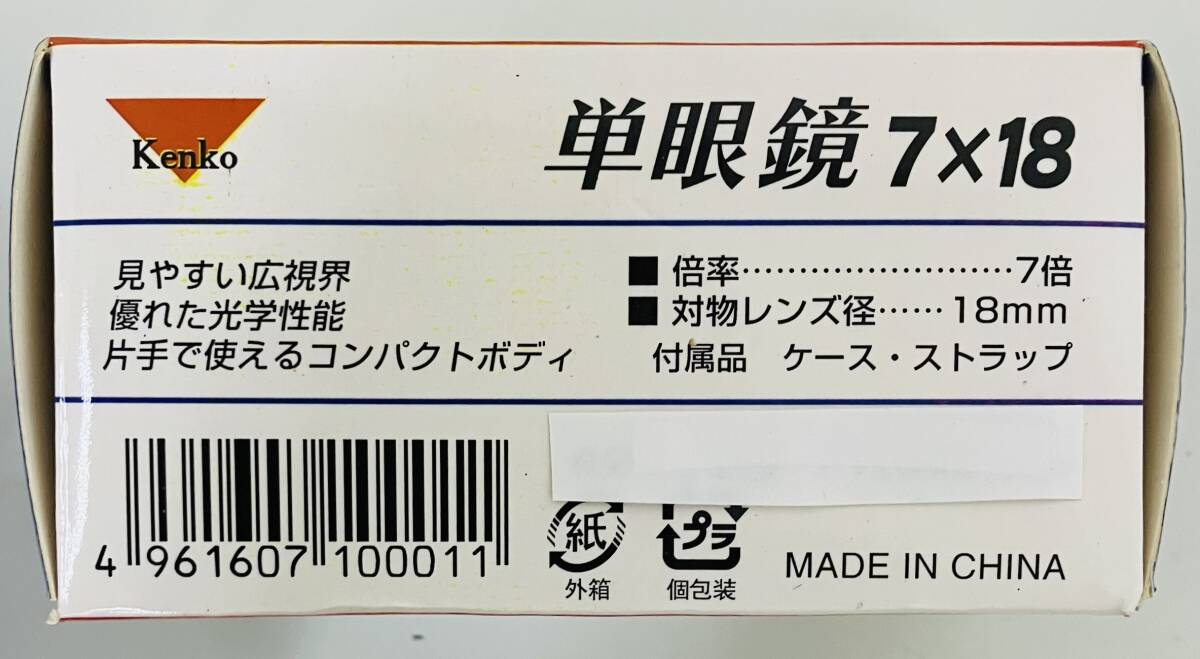 Kenko
単眼鏡 7×18
見やすい広視界
優れた光学性能
片手で使えるコンパクトボディ
■ 倍率……………………7倍
■ 対物レンズ径……18mm
付属品 ケース・ストラップ
4 961607 100011
紙
外箱
プラ
個包装
MADE IN CHINA